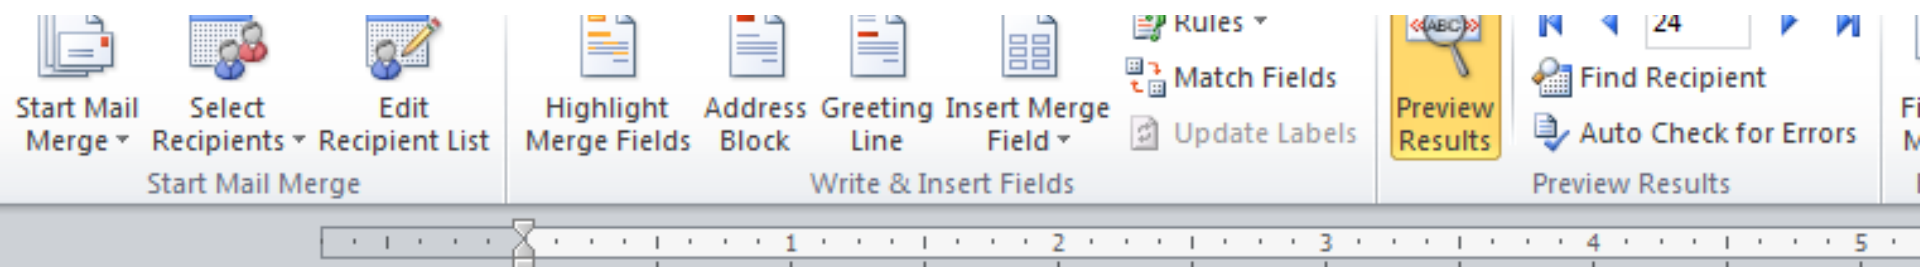 Start Mail
Merge
Select
Recipients
Edit
Recipient List
Start Mail Merge
Highlight
Merge Fields
Address
Block
Greeting
Line
Insert Merge
Field
Rules
Match Fields
Update Labels
Write & Insert Fields
ABC
Preview
Results
24
Find Recipient
Auto Check for Errors
Preview Results
1 2 3 4 5